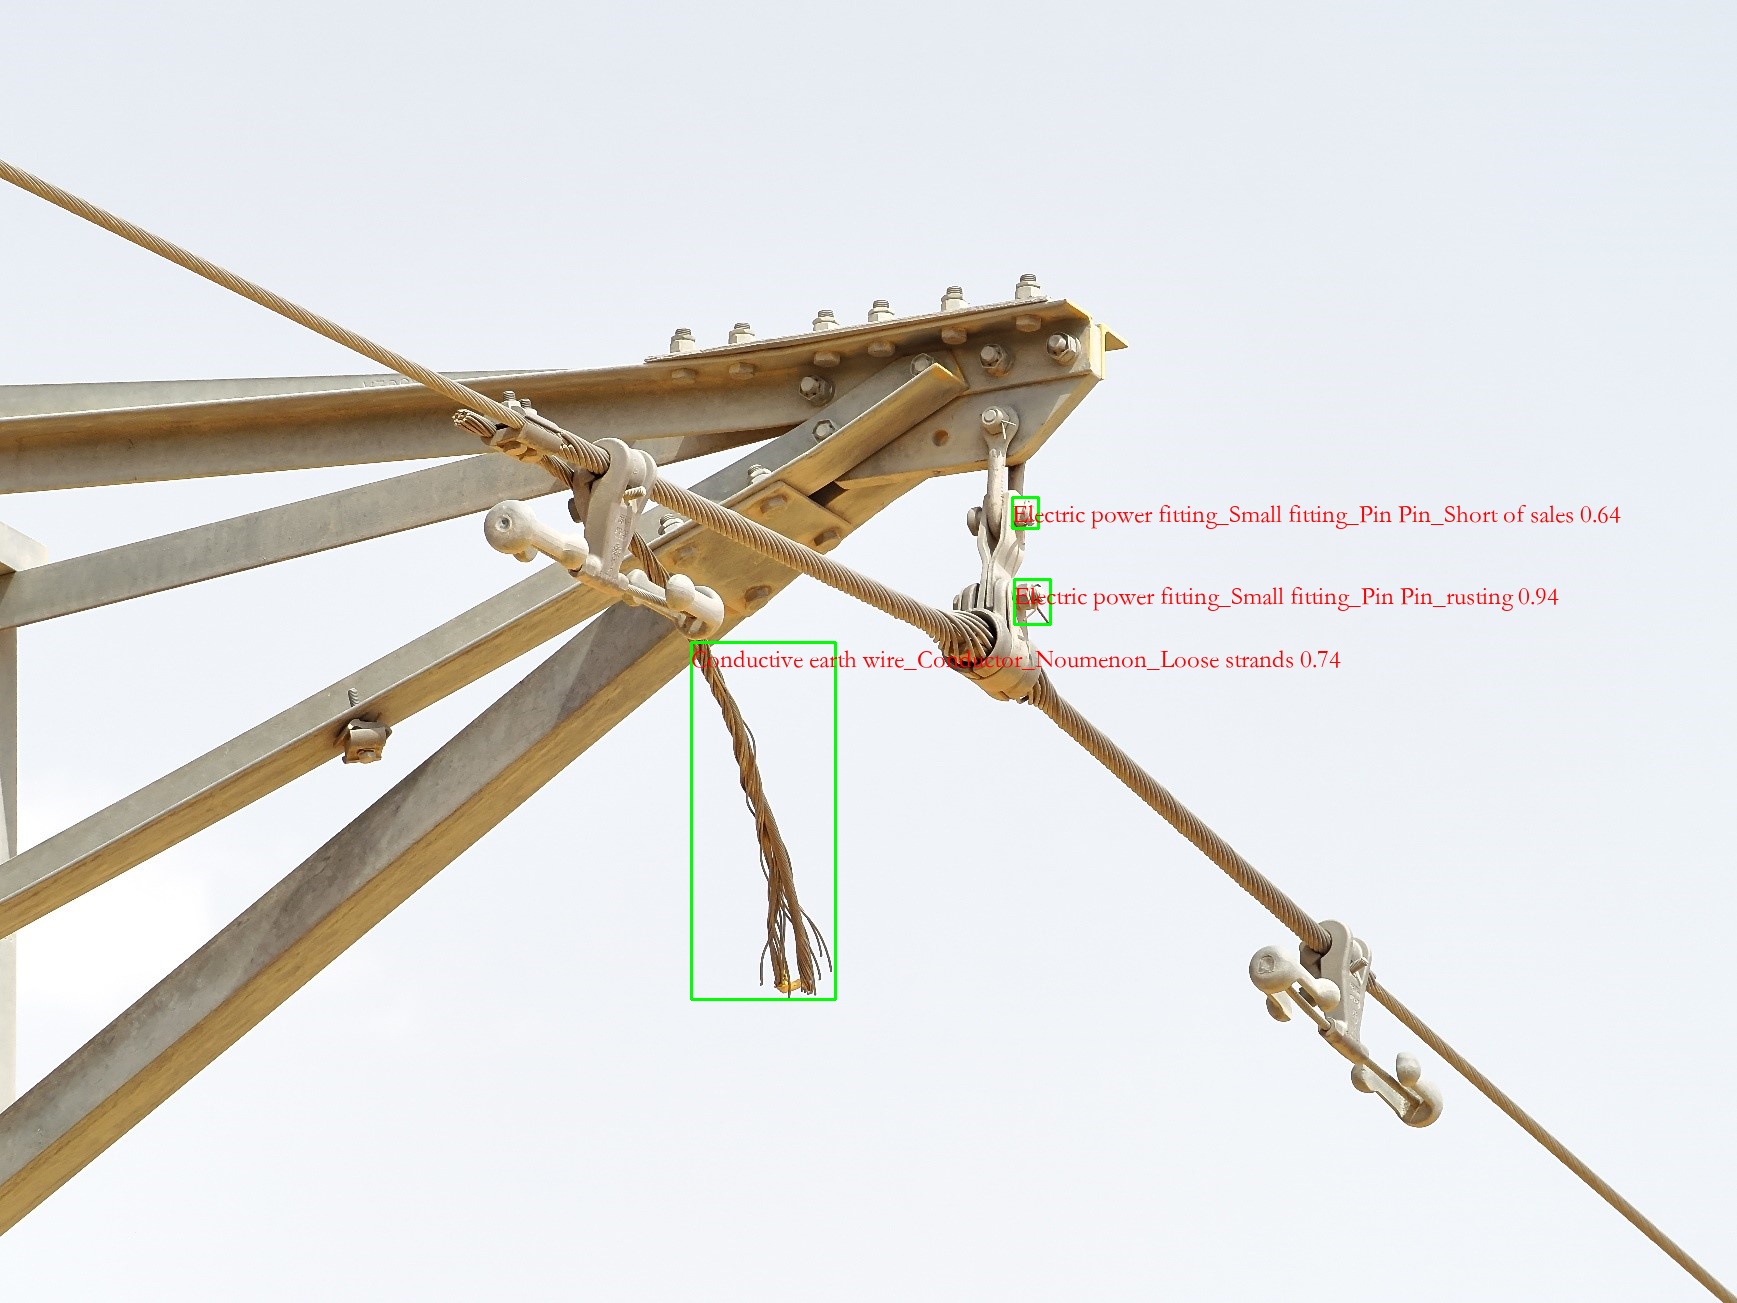 Electric power fitting_Small fitting_Pin Pin_Short of sales 0.64
Electric power fitting_Small fitting_Pin Pin_rusting 0.94
Conductive earth wire_Conductor_Noumenon_Loose strands 0.74